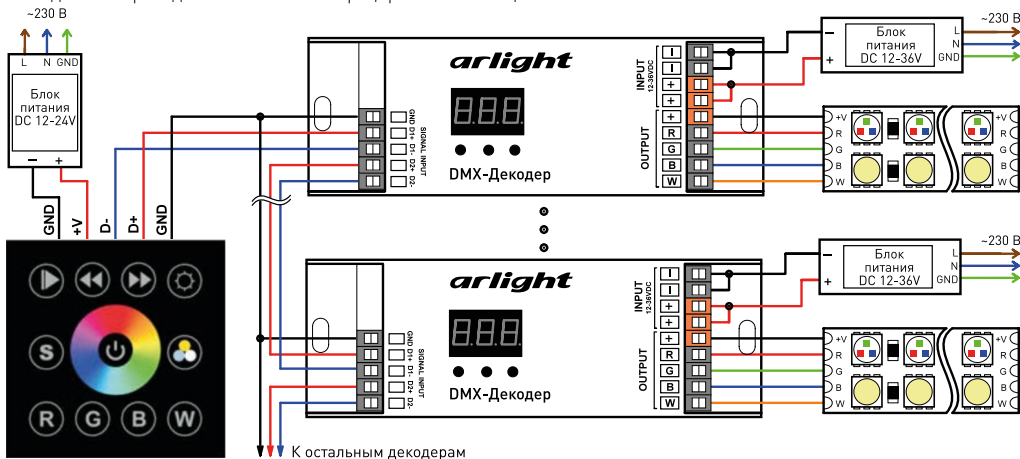 ~230 В
L N GND
Блок
питания
DC 12-24V
– +
GND
+V
D-
D+
GND
S
R G B W
arlight
888
DMX-Декодер
GND
D1+
D1-
D2+
D2-
SIGNAL INPUT
INPUT
12-36VDC
I
I
+
+
OUTPUT
+
R
G
B
W
–
+
Блок
питания
DC 12-36V
L
N
GND
~230 В
+V
R
G
B
W
+V
R
G
B
W
arlight
888
DMX-Декодер
GND
D1+
D1-
D2+
D2-
SIGNAL INPUT
INPUT
12-36VDC
I
I
+
+
OUTPUT
+
R
G
B
W
–
+
Блок
питания
DC 12-36V
L
N
GND
~230 В
+V
R
G
B
W
+V
R
G
B
W
К остальным декодерам